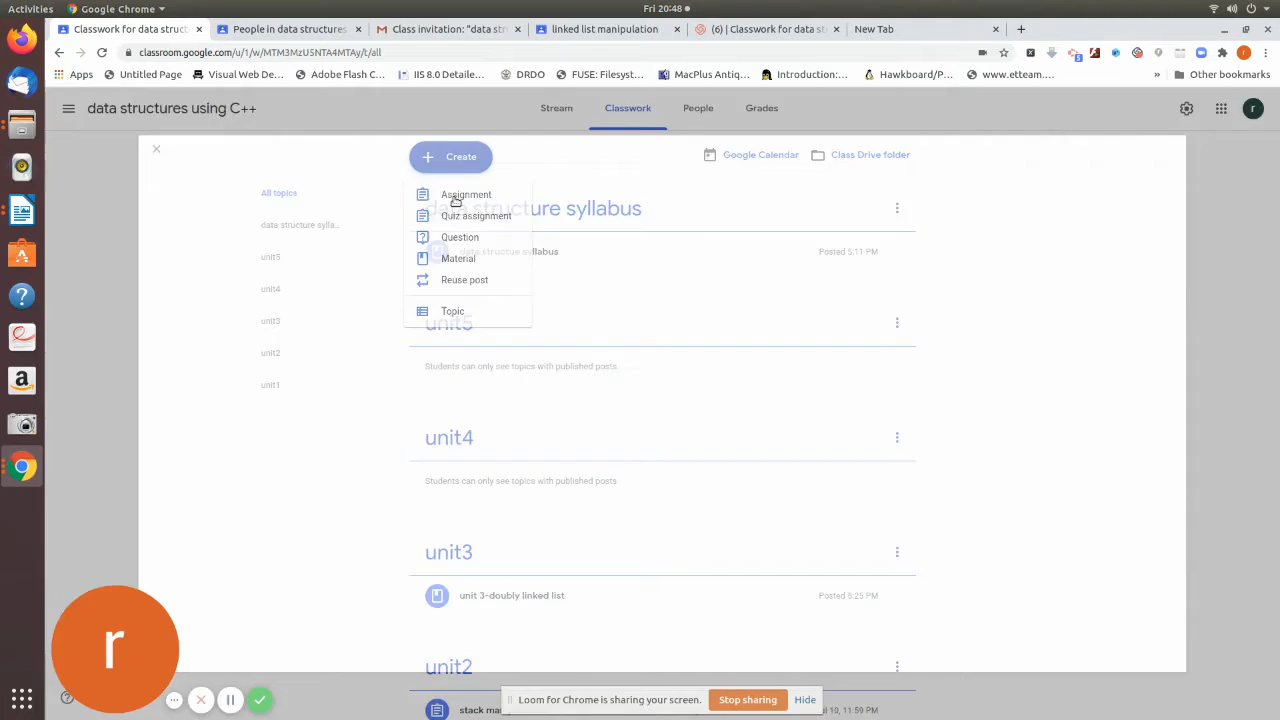 Activities
Google Chrome
Fri 20:48
Classwork for data struct
People in data structures
Class invitation: "data str
linked list manipulation
(6) | Classwork for data s
New Tab
classroom.google.com/u/1/w/MTM3MzU5NTA4MTAy/t/all
Apps
Untitled Page
Visual Web De...
Adobe Flash C...
IIS 8.0 Detaile...
DRDO
FUSE: Filesyst...
MacPlus Antiq...
Introduction:...
Hawkboard/P...
www.etteam....
»
Other bookmarks
data structures using C++
Stream
Classwork
People
Grades
r
Create
Google Calendar
Class Drive folder
All topics
data structure sylla...
unit5
unit4
unit3
unit2
unit1
Assignment
Quiz assignment
Question
Material
Reuse post
Topic
data structure syllabus
data structue syllabus
Posted 5:11 PM
unit5
Students can only see topics with published posts
unit4
Students can only see topics with published posts
unit3
unit 3-doubly linked list
Posted 5:25 PM
unit2
r
Loom for Chrome is sharing your screen.
Stop sharing
Hide
stack ma
Jul 10, 11:59 PM